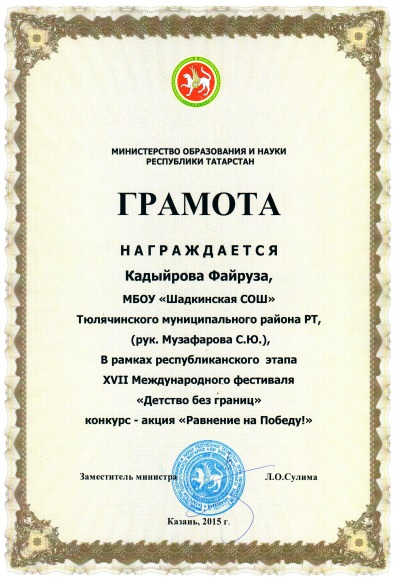 МИНИСТЕРСТВО ОБРАЗОВАНИЯ И НАУКИ
РЕСПУБЛИКИ ТАТАРСТАН
ГРАМОТА
НАГРАЖДАЕТСЯ
Кадыйрова Файруза,
МБОУ «Шадкинская СОШ»
Тюлячинского муниципального района РТ,
(рук. Музафарова С.Ю.),
В рамках республиканского этапа
XVII Международного фестиваля
«Детство без границ»
конкурс - акция «Равнение на Победу!»
Заместитель министра Л.О.Сулима
Казань, 2015 г.